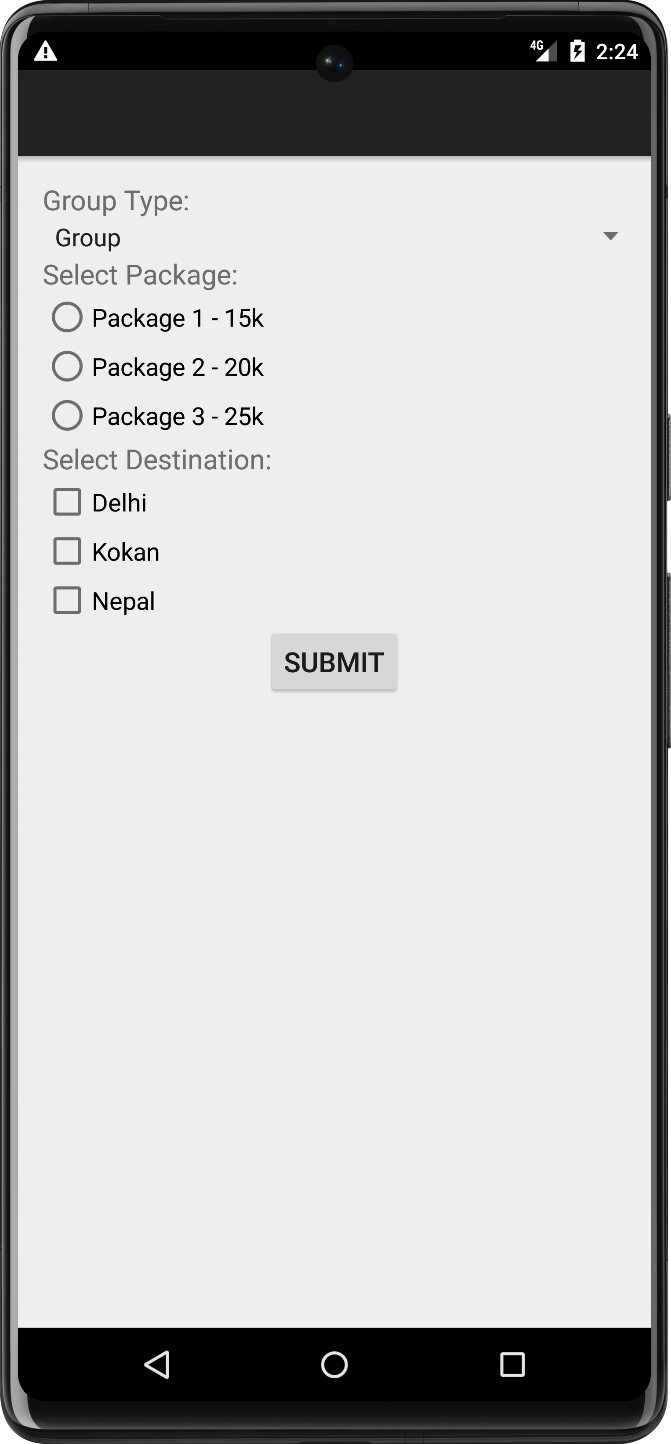 4G 2:24
Group Type:
Group
Select Package:
Package 1 - 15k
Package 2 - 20k
Package 3 - 25k
Select Destination:
Delhi
Kokan
Nepal
SUBMIT